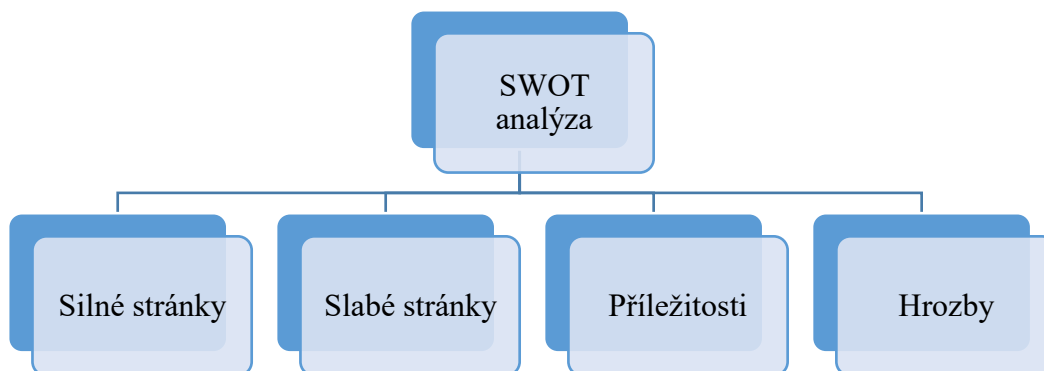 SWOT
analýza
Silné stránky
Slabé stránky
Příležitosti
Hrozby